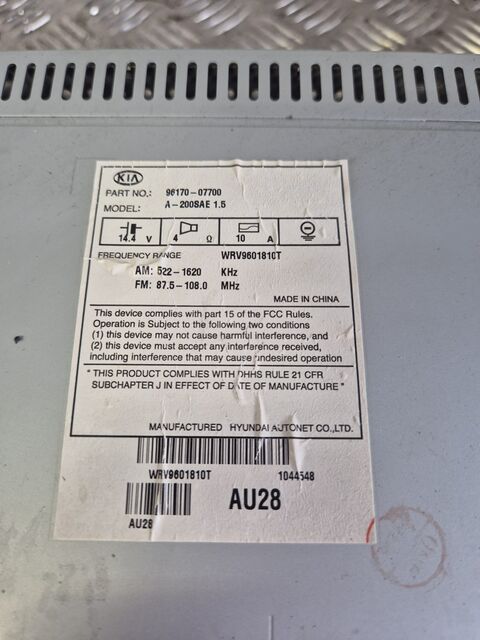 KIA
PART NO.: 96170-07700
MODEL: A-200SAE 1.5
14.4 V 4 Ω 10 A
FREQUENCY RANGE WRV9601810T
AM: 522-1620 KHz
FM: 87.5-108.0 MHz
MADE IN CHINA
This device complies with part 15 of the FCC Rules.
Operation is Subject to the following two conditions
(1) this device may not cause harmful interference, and
(2) this device must accept any interference received,
including interference that may cause undesired operation
" THIS PRODUCT COMPLIES WITH DHHS RULE 21 CFR
SUBCHAPTER J IN EFFECT OF DATE OF MANUFACTURE "
MANUFACTURED HYUNDAI AUTONET CO.,LTD.
WRV9601810T 1044548
AU28
AU28